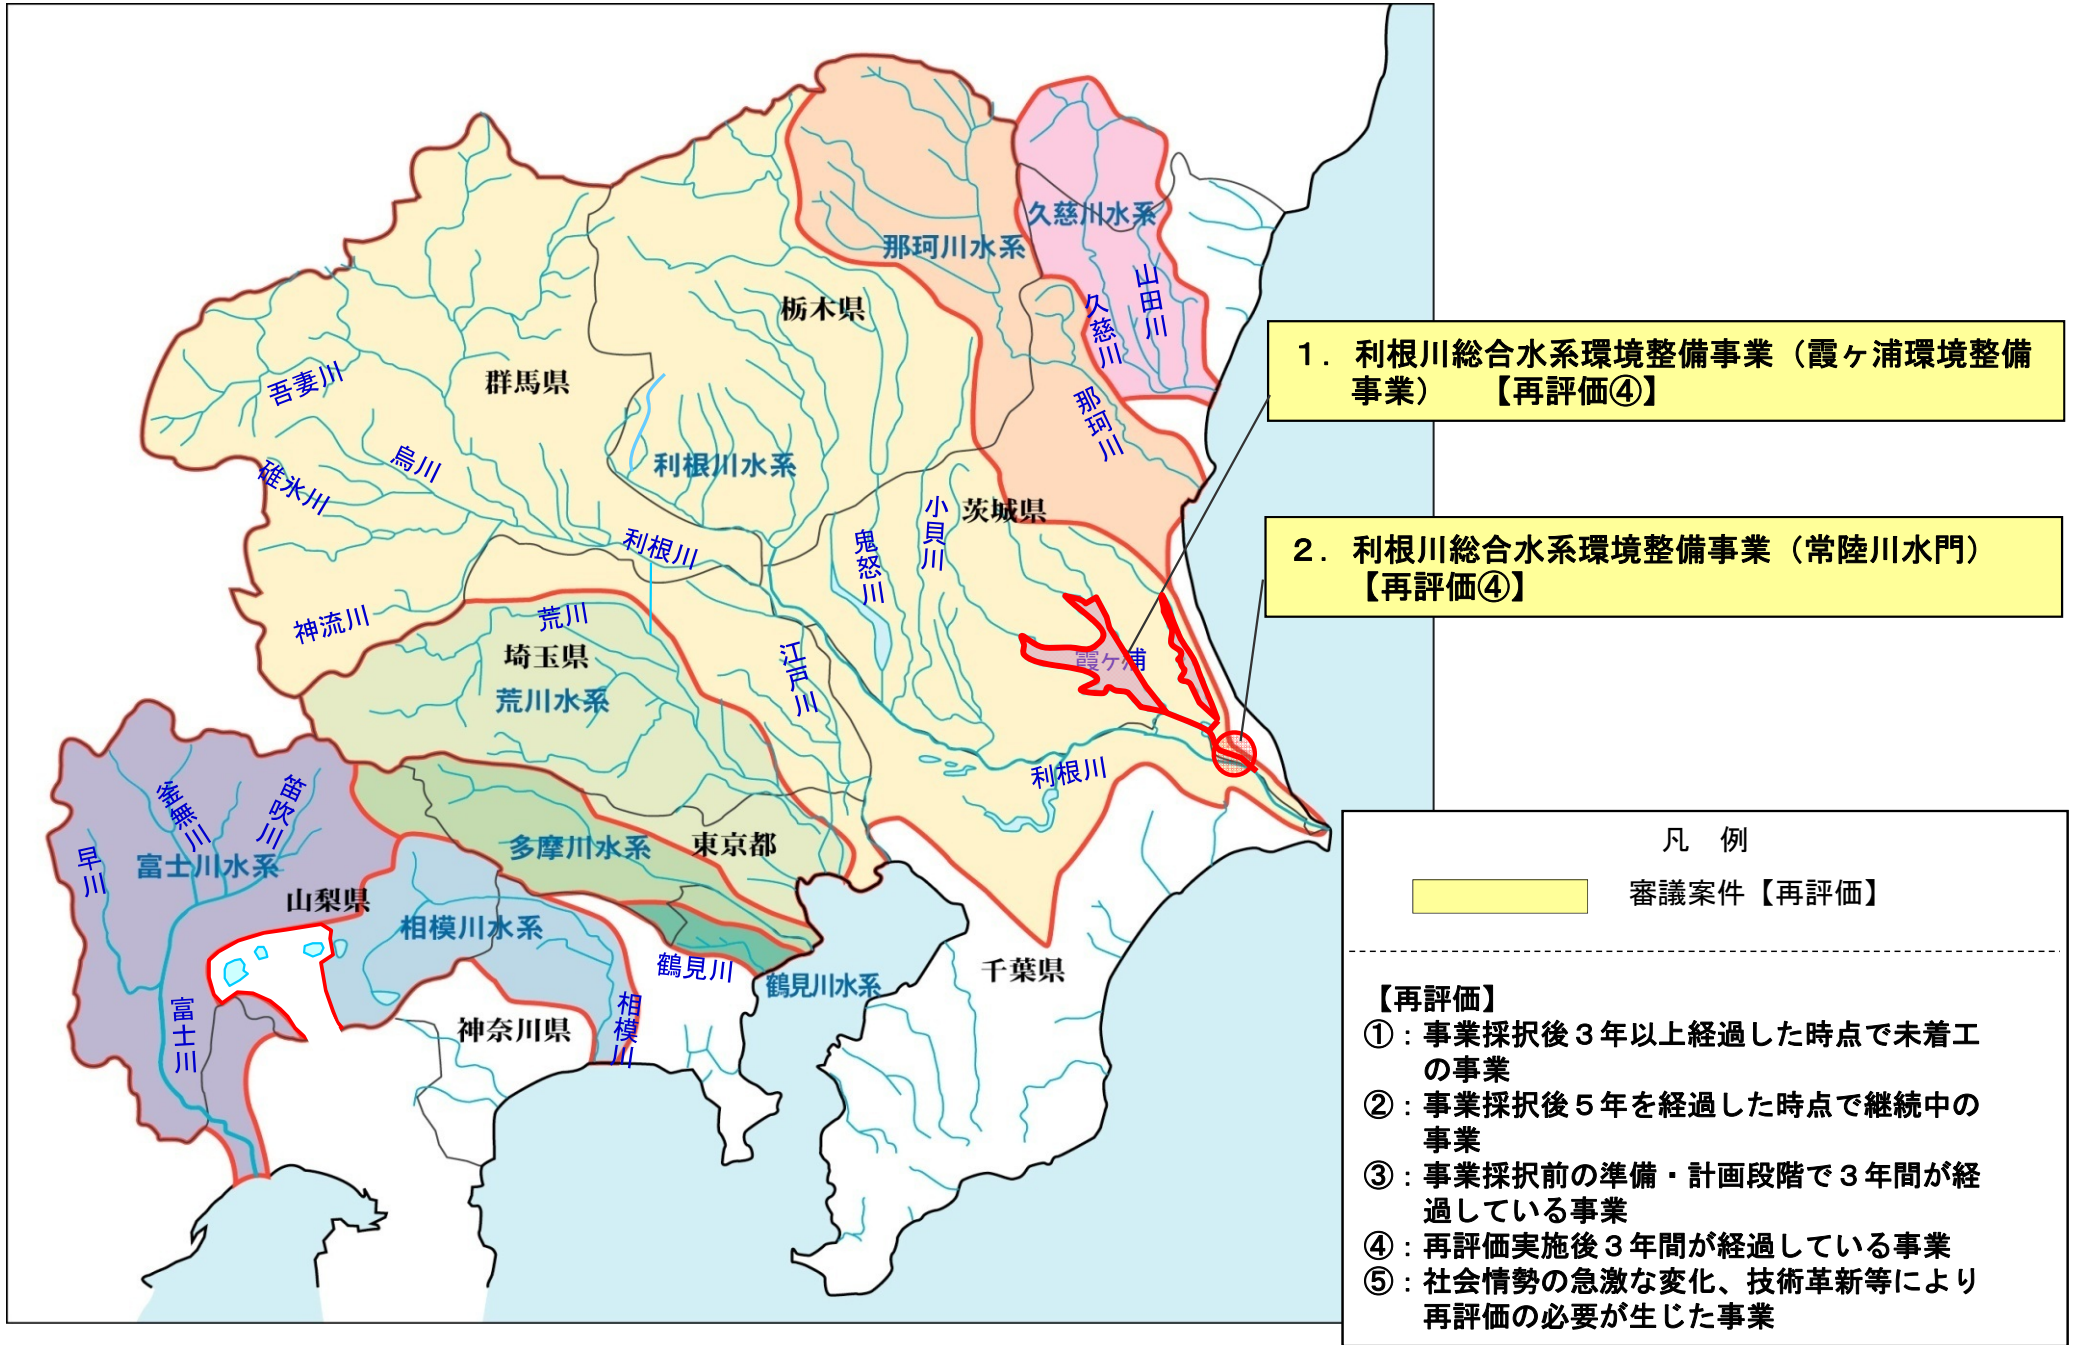 久慈川水系
那珂川水系
山田川
久慈川
栃木県
1．利根川総合水系環境整備事業（霞ヶ浦環境整備
事業）　【再評価④】
吾妻川
群馬県
那珂川
烏川
利根川水系
碓氷川
小貝川
茨城県
鬼怒川
利根川
2．利根川総合水系環境整備事業（常陸川水門）
【再評価④】
神流川
荒川
埼玉県
江戸川
霞ヶ浦
荒川水系
利根川
釜無川
笛吹川
早川
富士川水系
多摩川水系
東京都
山梨県
相模川水系
鶴見川
鶴見川水系
千葉県
富士川
神奈川県
相模川
凡　例
審議案件【再評価】
【再評価】
①：事業採択後３年以上経過した時点で未着工
の事業
②：事業採択後５年を経過した時点で継続中の
事業
③：事業採択前の準備・計画段階で３年間が経
過している事業
④：再評価実施後３年間が経過している事業
⑤：社会情勢の急激な変化、技術革新等により
再評価の必要が生じた事業